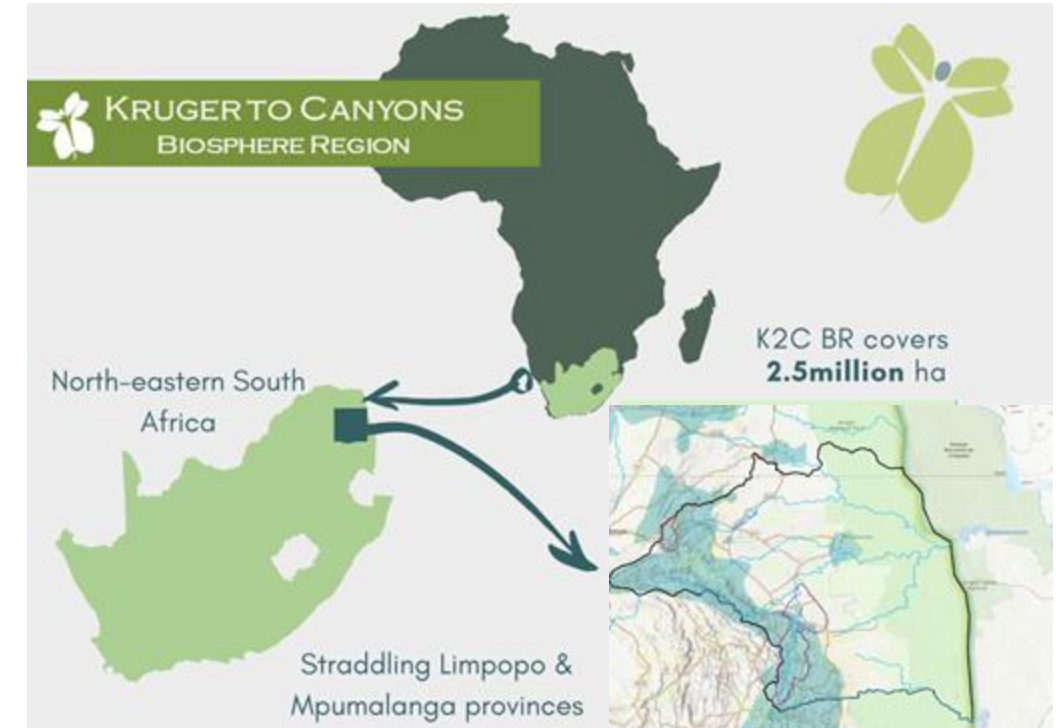 KRUGER TO CANYONS
BIOSPHERE REGION
K2C BR covers
2.5million ha
North-eastern South
Africa
Straddling Limpopo &
Mpumalanga provinces